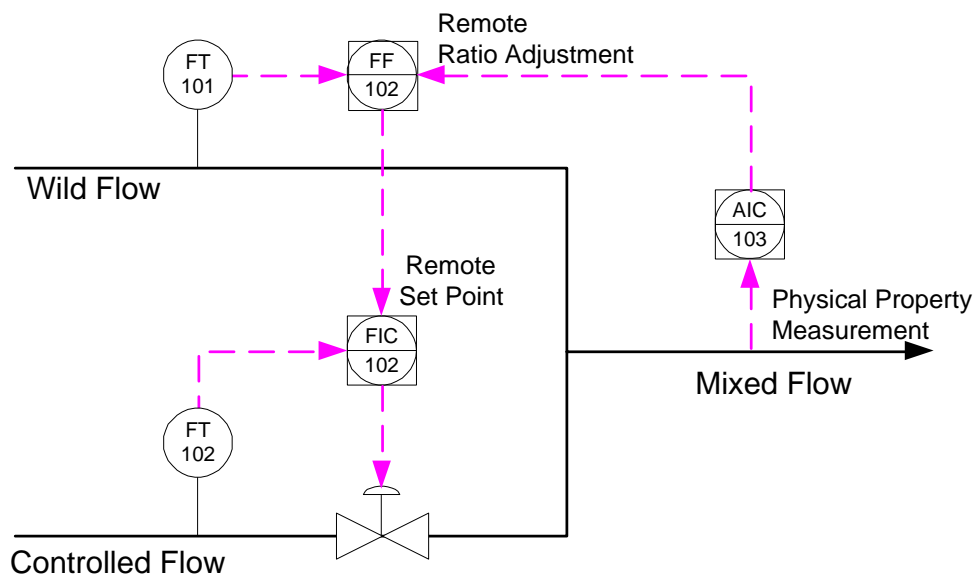 Remote
Ratio Adjustment
FT
101
FF
102
Wild Flow
AIC
103
Remote
Set Point
Physical Property
Measurement
FIC
102
Mixed Flow
FT
102
Controlled Flow